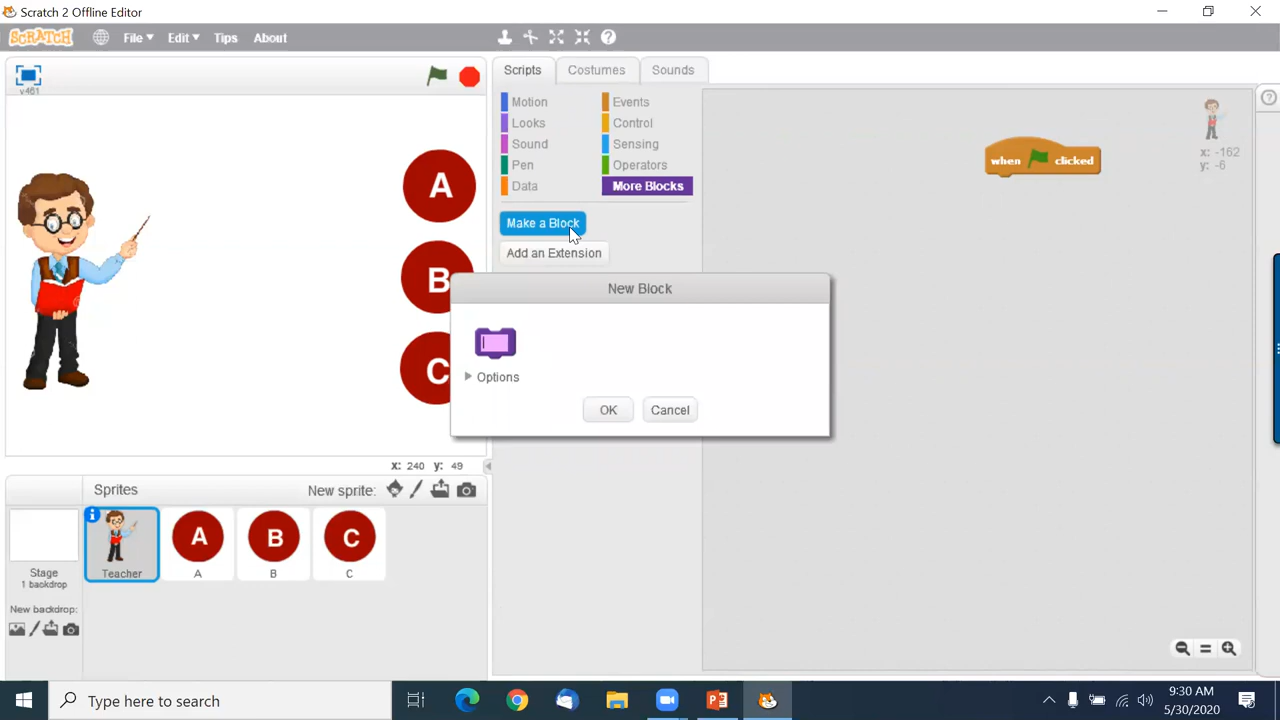 Scratch 2 Offline Editor
SCRATCH File Edit Tips About
v461
Scripts Costumes Sounds
Motion Events
Looks Control
Sound Sensing
Pen Operators
Data More Blocks
Make a Block
Add an Extension
when clicked
x: -162
y: -6
A
B
C
New Block
Options
OK Cancel
x: 240 y: 49
Sprites New sprite:
A B C
Stage
1 backdrop
Teacher A B C
New backdrop:
Type here to search
9:30 AM
5/30/2020